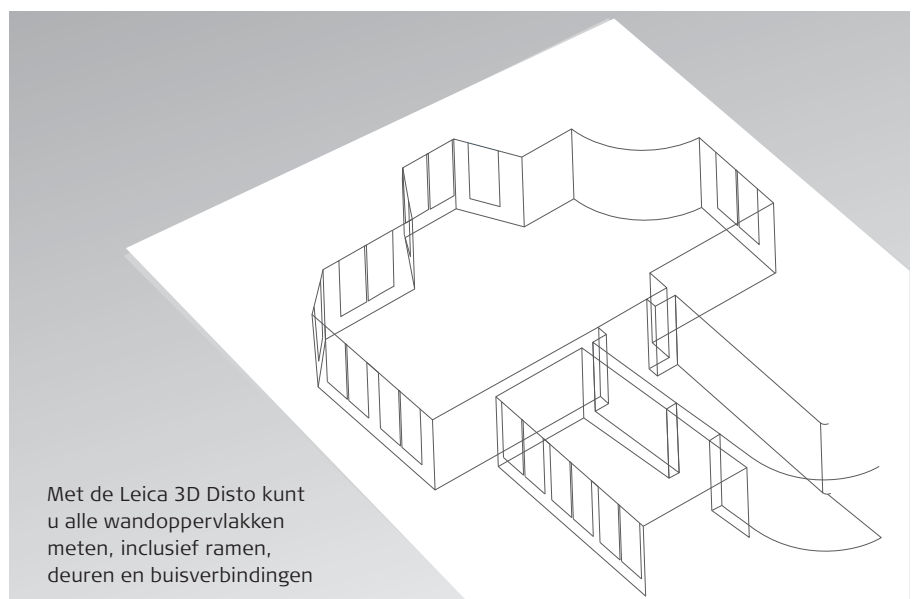 Met de Leica 3D Disto kunt
u alle wandoppervlakken
meten, inclusief ramen,
deuren en buisverbindingen